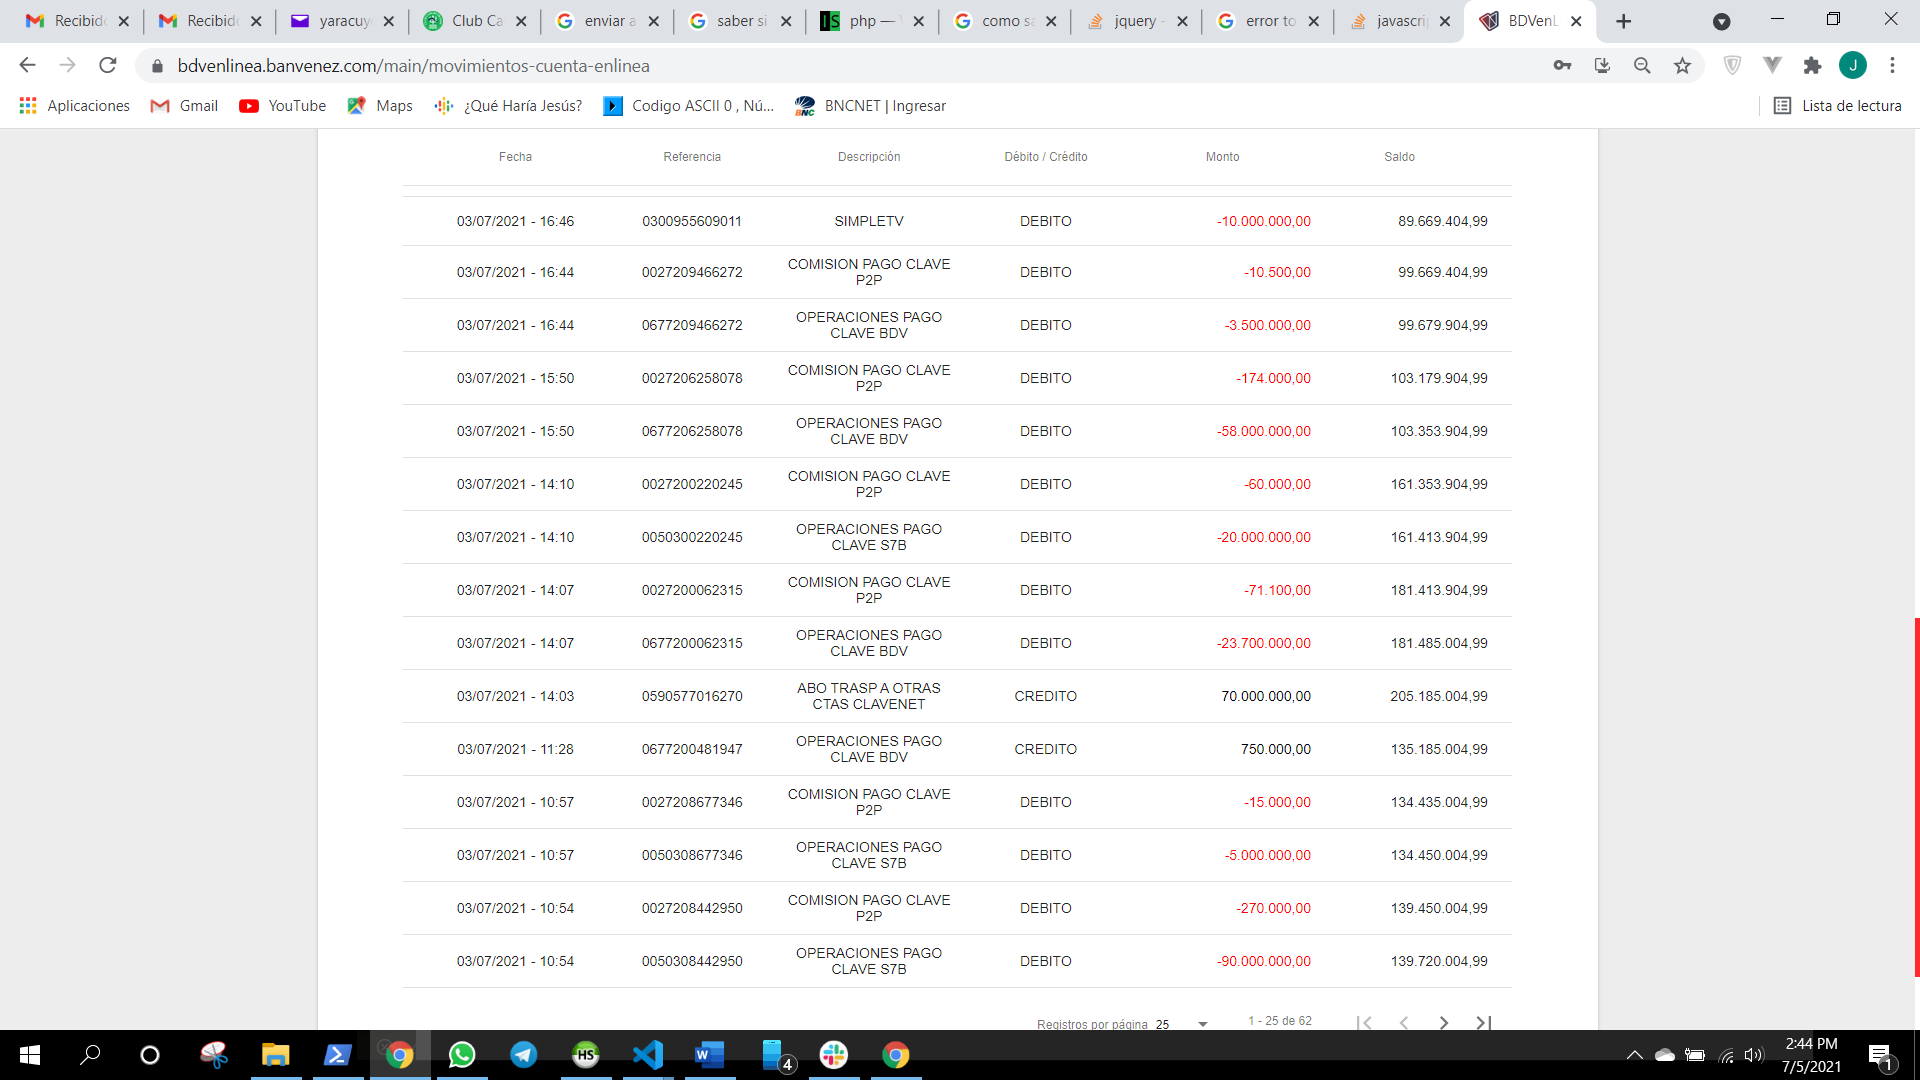 Recibido
Recibido
yaracuy
Club Ca
enviar a
saber si
php —
como sa
jquery -
error to
javascri
BDVenL
bdvenlinea.banvenez.com/main/movimientos-cuenta-enlinea
J
Aplicaciones Gmail YouTube Maps ¿Qué Haría Jesús? Codigo ASCII 0 , Nú... BNCNET | Ingresar Lista de lectura
Fecha Referencia Descripción Débito / Crédito Monto Saldo
03/07/2021 - 16:46 0300955609011 SIMPLETV DEBITO -10.000.000,00 89.669.404,99
03/07/2021 - 16:44 0027209466272 COMISION PAGO CLAVE P2P DEBITO -10.500,00 99.669.404,99
03/07/2021 - 16:44 0677209466272 OPERACIONES PAGO CLAVE BDV DEBITO -3.500.000,00 99.679.904,99
03/07/2021 - 15:50 0027206258078 COMISION PAGO CLAVE P2P DEBITO -174.000,00 103.179.904,99
03/07/2021 - 15:50 0677206258078 OPERACIONES PAGO CLAVE BDV DEBITO -58.000.000,00 103.353.904,99
03/07/2021 - 14:10 0027200220245 COMISION PAGO CLAVE P2P DEBITO -60.000,00 161.353.904,99
03/07/2021 - 14:10 0050300220245 OPERACIONES PAGO CLAVE S7B DEBITO -20.000.000,00 161.413.904,99
03/07/2021 - 14:07 0027200062315 COMISION PAGO CLAVE P2P DEBITO -71.100,00 181.413.904,99
03/07/2021 - 14:07 0677200062315 OPERACIONES PAGO CLAVE BDV DEBITO -23.700.000,00 181.485.004,99
03/07/2021 - 14:03 0590577016270 ABO TRASP A OTRAS CTAS CLAVENET CREDITO 70.000.000,00 205.185.004,99
03/07/2021 - 11:28 0677200481947 OPERACIONES PAGO CLAVE BDV CREDITO 750.000,00 135.185.004,99
03/07/2021 - 10:57 0027208677346 COMISION PAGO CLAVE P2P DEBITO -15.000,00 134.435.004,99
03/07/2021 - 10:57 0050308677346 OPERACIONES PAGO CLAVE S7B DEBITO -5.000.000,00 134.450.004,99
03/07/2021 - 10:54 0027208442950 COMISION PAGO CLAVE P2P DEBITO -270.000,00 139.450.004,99
03/07/2021 - 10:54 0050308442950 OPERACIONES PAGO CLAVE S7B DEBITO -90.000.000,00 139.720.004,99
Registros por página 25 1 - 25 de 62
HS
4
2:44 PM
7/5/2021
1